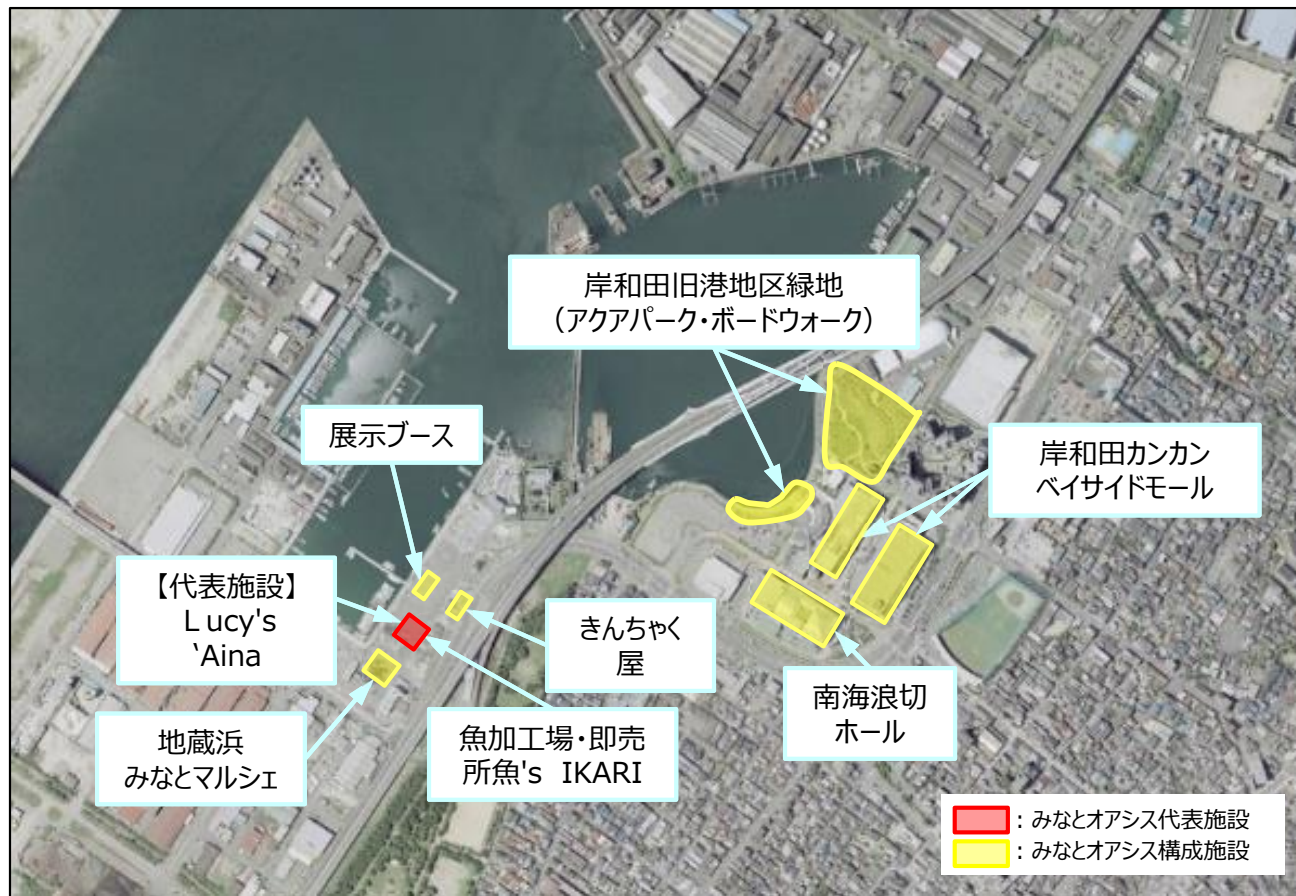 岸和田旧港地区緑地
（アクアパーク・ボードウォーク）
展示ブース
岸和田カンカン
ベイサイドモール
【代表施設】
Lucy's
‘Aina
きんちゃく
屋
南海浪切
ホール
地蔵浜
みなとマルシェ
魚加工場・即売
所魚's IKARI
：みなとオアシス代表施設
：みなとオアシス構成施設